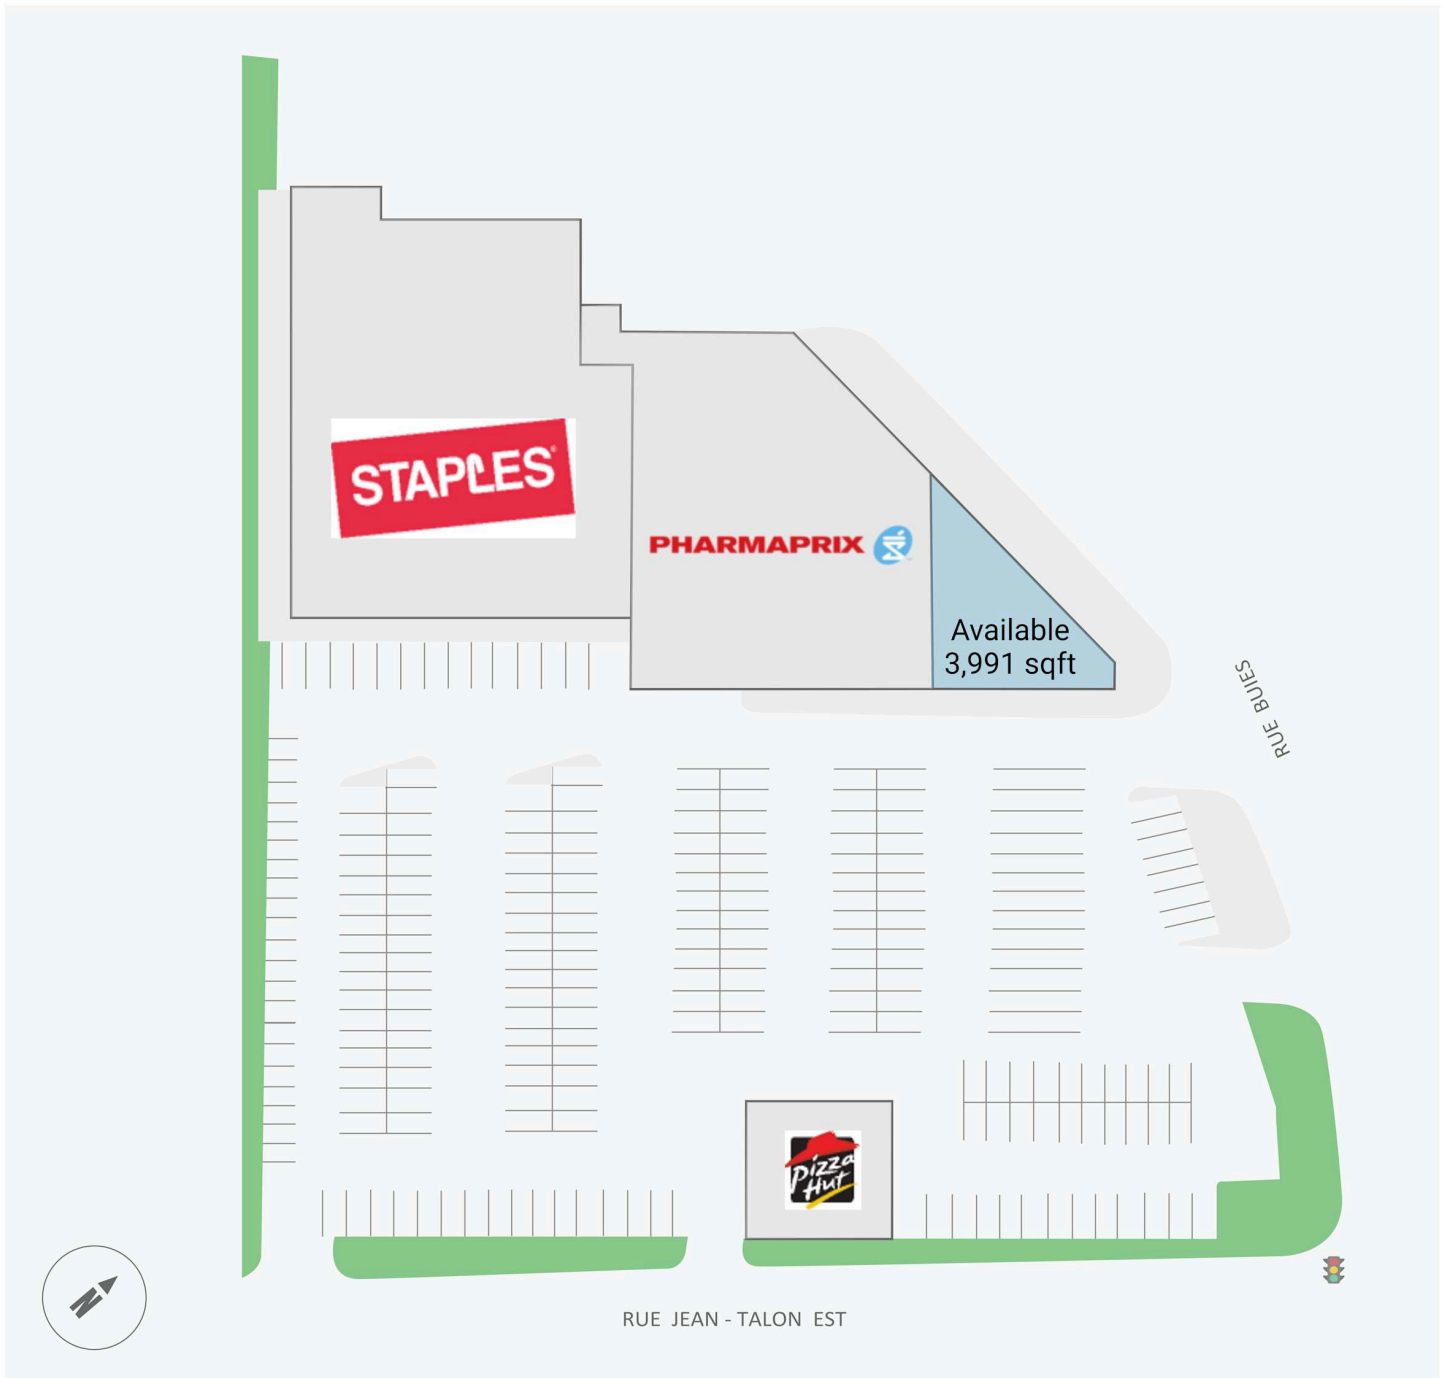 STAPLES
PHARMAPRIX
Available
3,991 sqft
RUE BUIES
Pizza
Hut
N
RUE JEAN - TALON EST